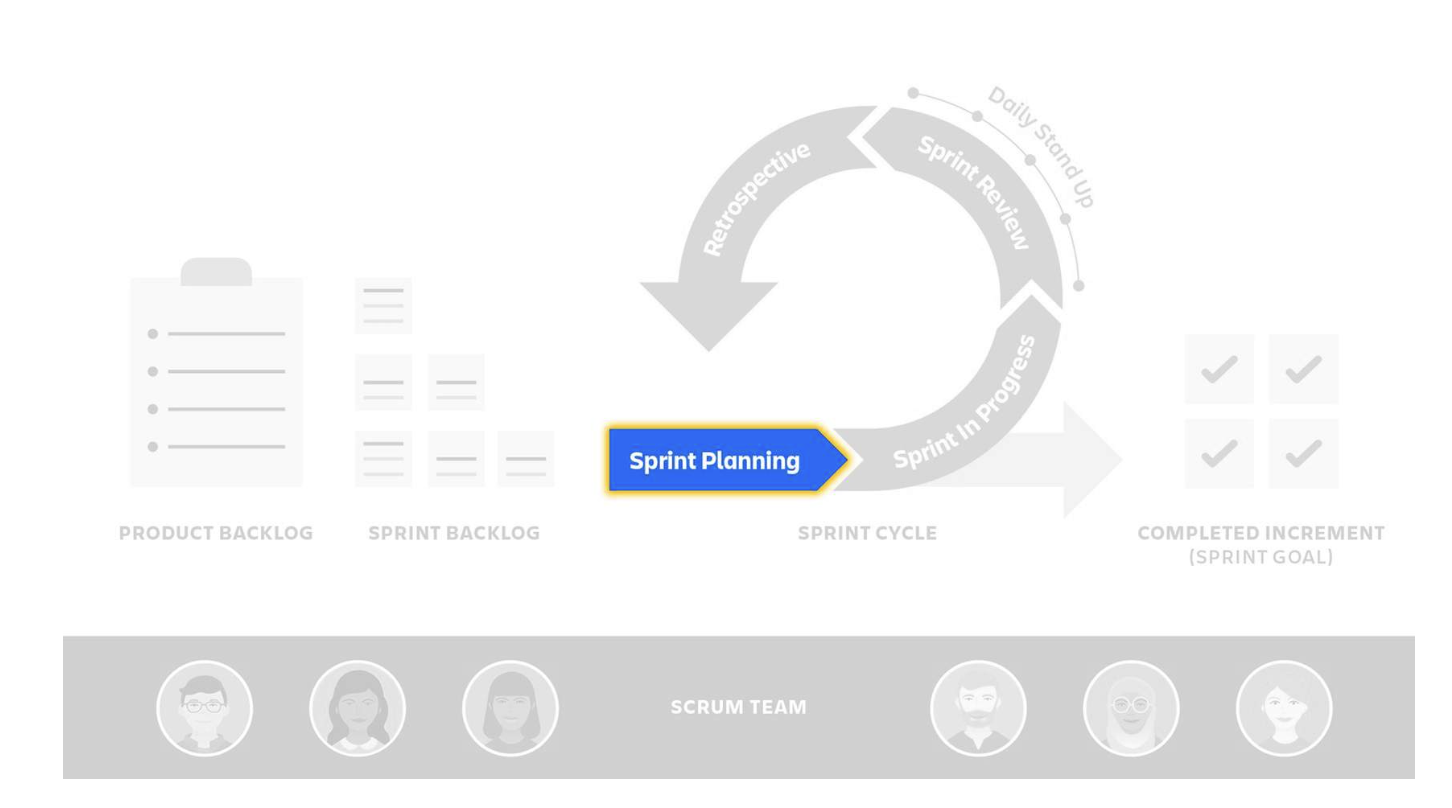 Daily Stand Up
Retrospective
Sprint Review
Sprint In Progress
Sprint Planning
PRODUCT BACKLOG
SPRINT BACKLOG
SPRINT CYCLE
COMPLETED INCREMENT
(SPRINT GOAL)
SCRUM TEAM